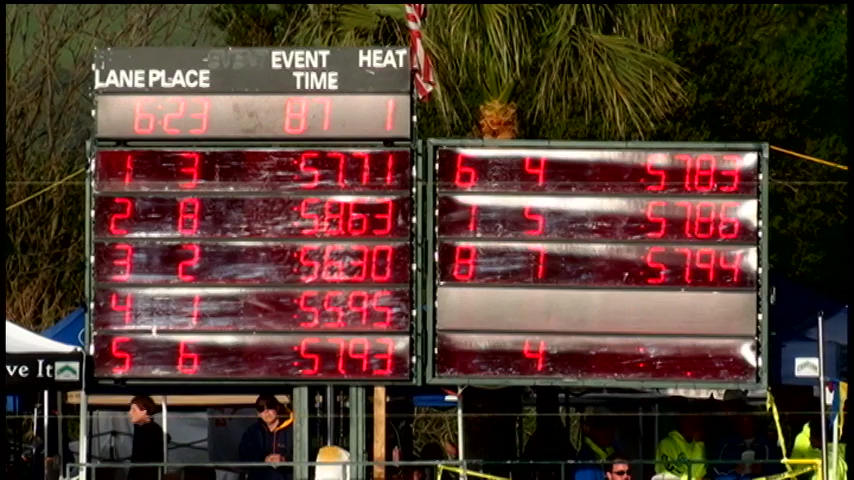 EVENT HEAT
LANE PLACE TIME
6:23 87 1
1 3 :57.71
2 8 :58.63
3 2 :56.30
4 1 :55.95
5 6 :57.93
6 4 :57.83
7 5 :57.86
8 7 :57.94
4 : .
ve It